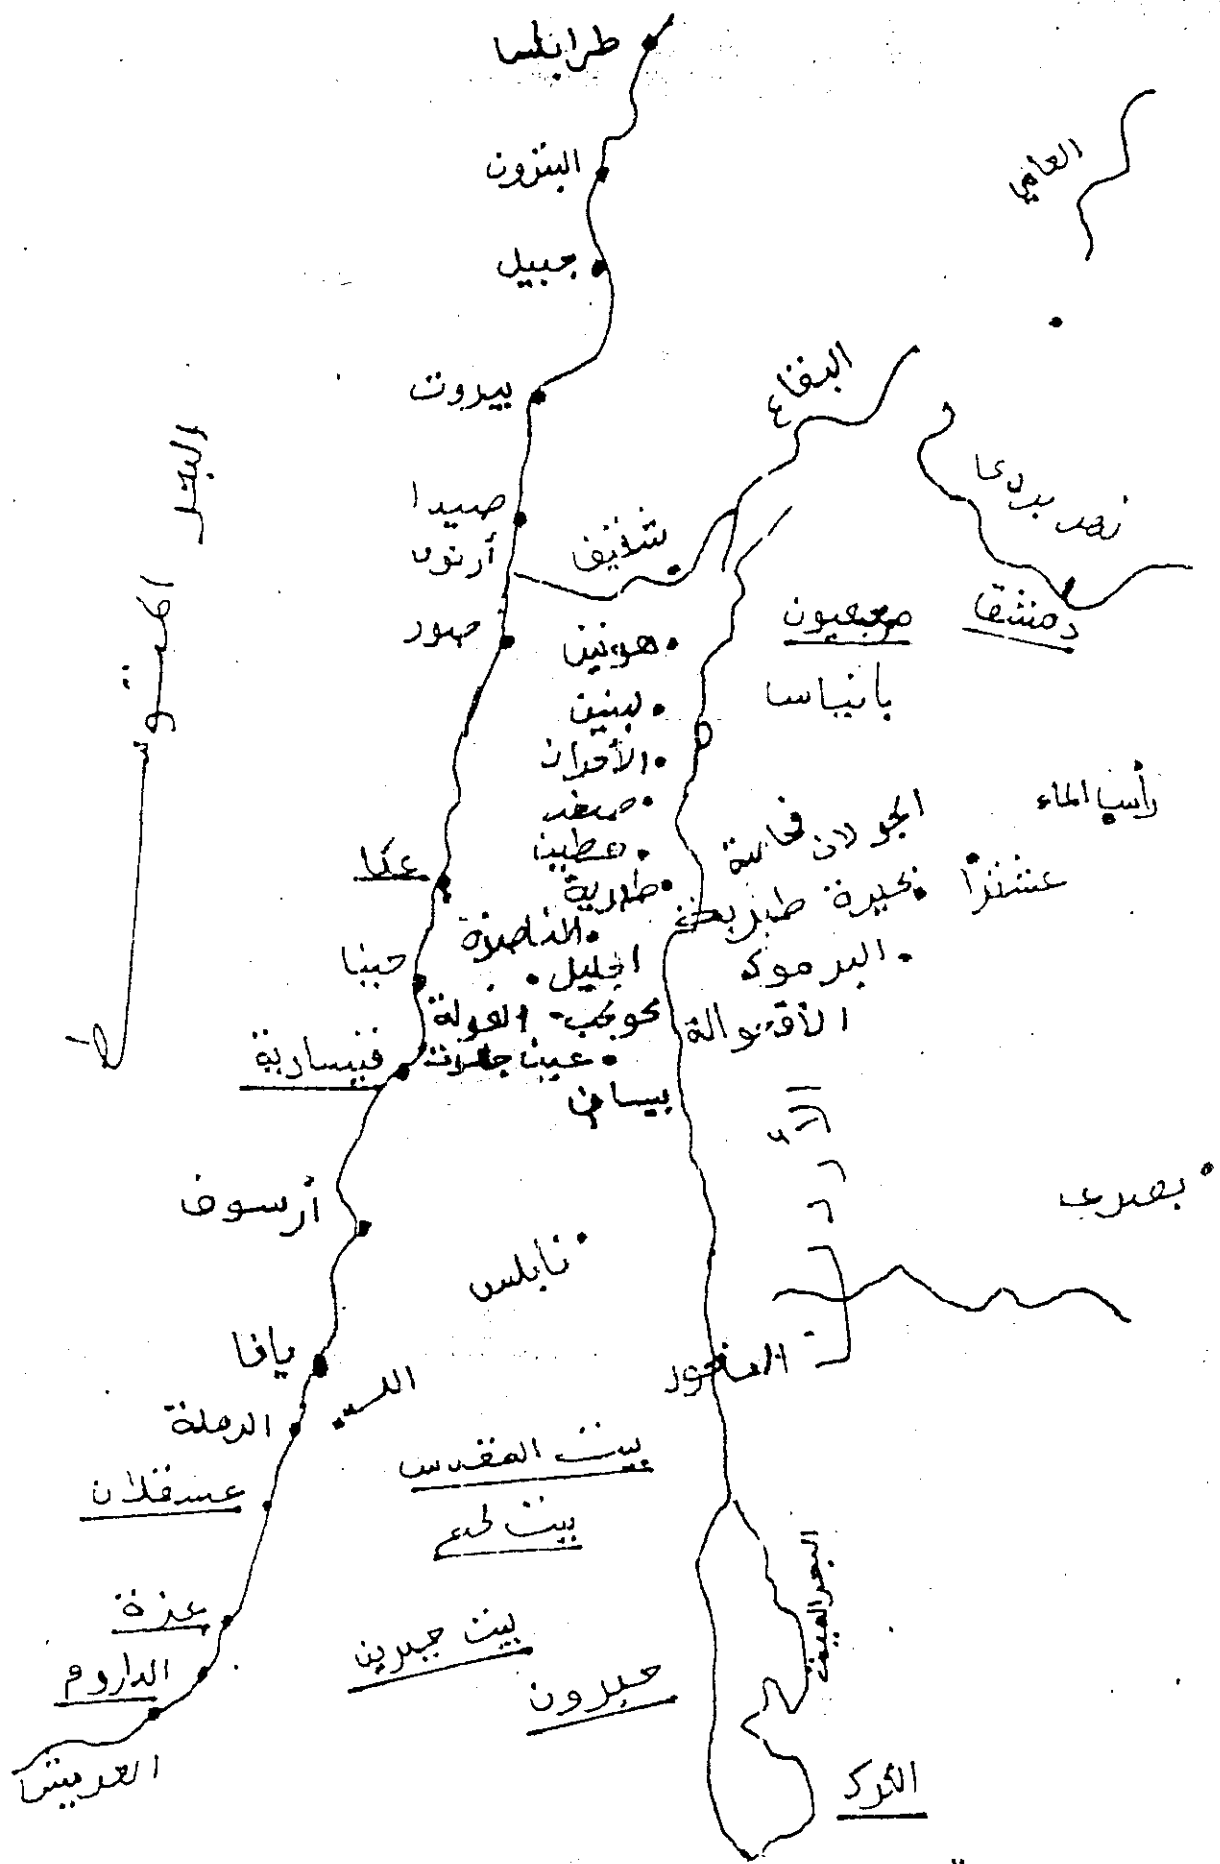 طرابلس
البترون
جبيل
بيروت
صيدا
أرنون
شقيف
صور
العاصي
البقاع
نهر بردى
دمشق
مرجعيون
بانياس
هونين
تبنين
الأحزان
صفد
حطين
طبرية
الناصرة
الجليل
كوكب - الفولة
عين جالوت
بيسان
عكا
حيفا
قيسارية
أرسوف
يافا
الرملة
اللد
عسقلان
غزة
الداروم
العريش
البحر المتوسط
رأس الماء
الجولان
عشترا
بحيرة طبرية
اليرموك
الأقحوانة
الأردن
بصرى
نابلس
بيت المقدس
بيت لحم
بيت جبرين
حبرون
البحر الميت
الكرك